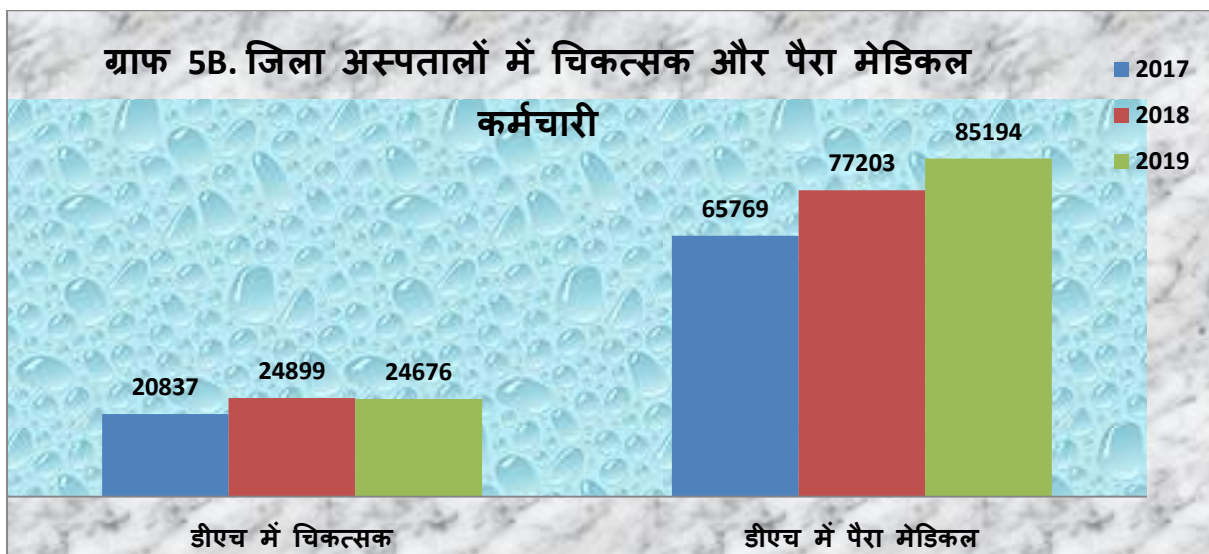 ग्राफ 5B. जिला अस्पतालों में चिकत्सक और पैरा मेडिकल
कर्मचारी
2017
2018
2019
20837
24899
24676
65769
77203
85194
डीएच में चिकत्सक
डीएच में पैरा मेडिकल